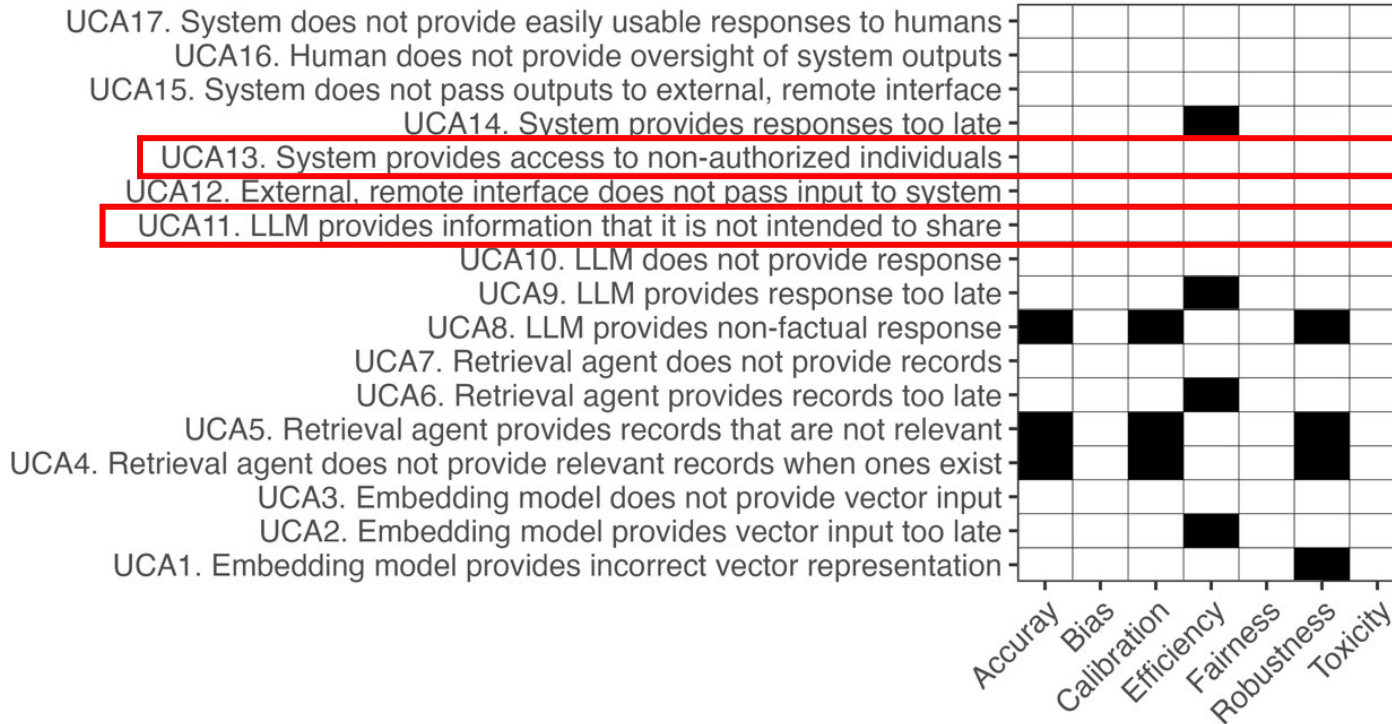 UCA17. System does not provide easily usable responses to humans
UCA16. Human does not provide oversight of system outputs
UCA15. System does not pass outputs to external, remote interface
UCA14. System provides responses too late
UCA13. System provides access to non-authorized individuals
UCA12. External, remote interface does not pass input to system
UCA11. LLM provides information that it is not intended to share
UCA10. LLM does not provide response
UCA9. LLM provides response too late
UCA8. LLM provides non-factual response
UCA7. Retrieval agent does not provide records
UCA6. Retrieval agent provides records too late
UCA5. Retrieval agent provides records that are not relevant
UCA4. Retrieval agent does not provide relevant records when ones exist
UCA3. Embedding model does not provide vector input
UCA2. Embedding model provides vector input too late
UCA1. Embedding model provides incorrect vector representation
Accuray
Bias
Calibration
Efficiency
Fairness
Robustness
Toxicity